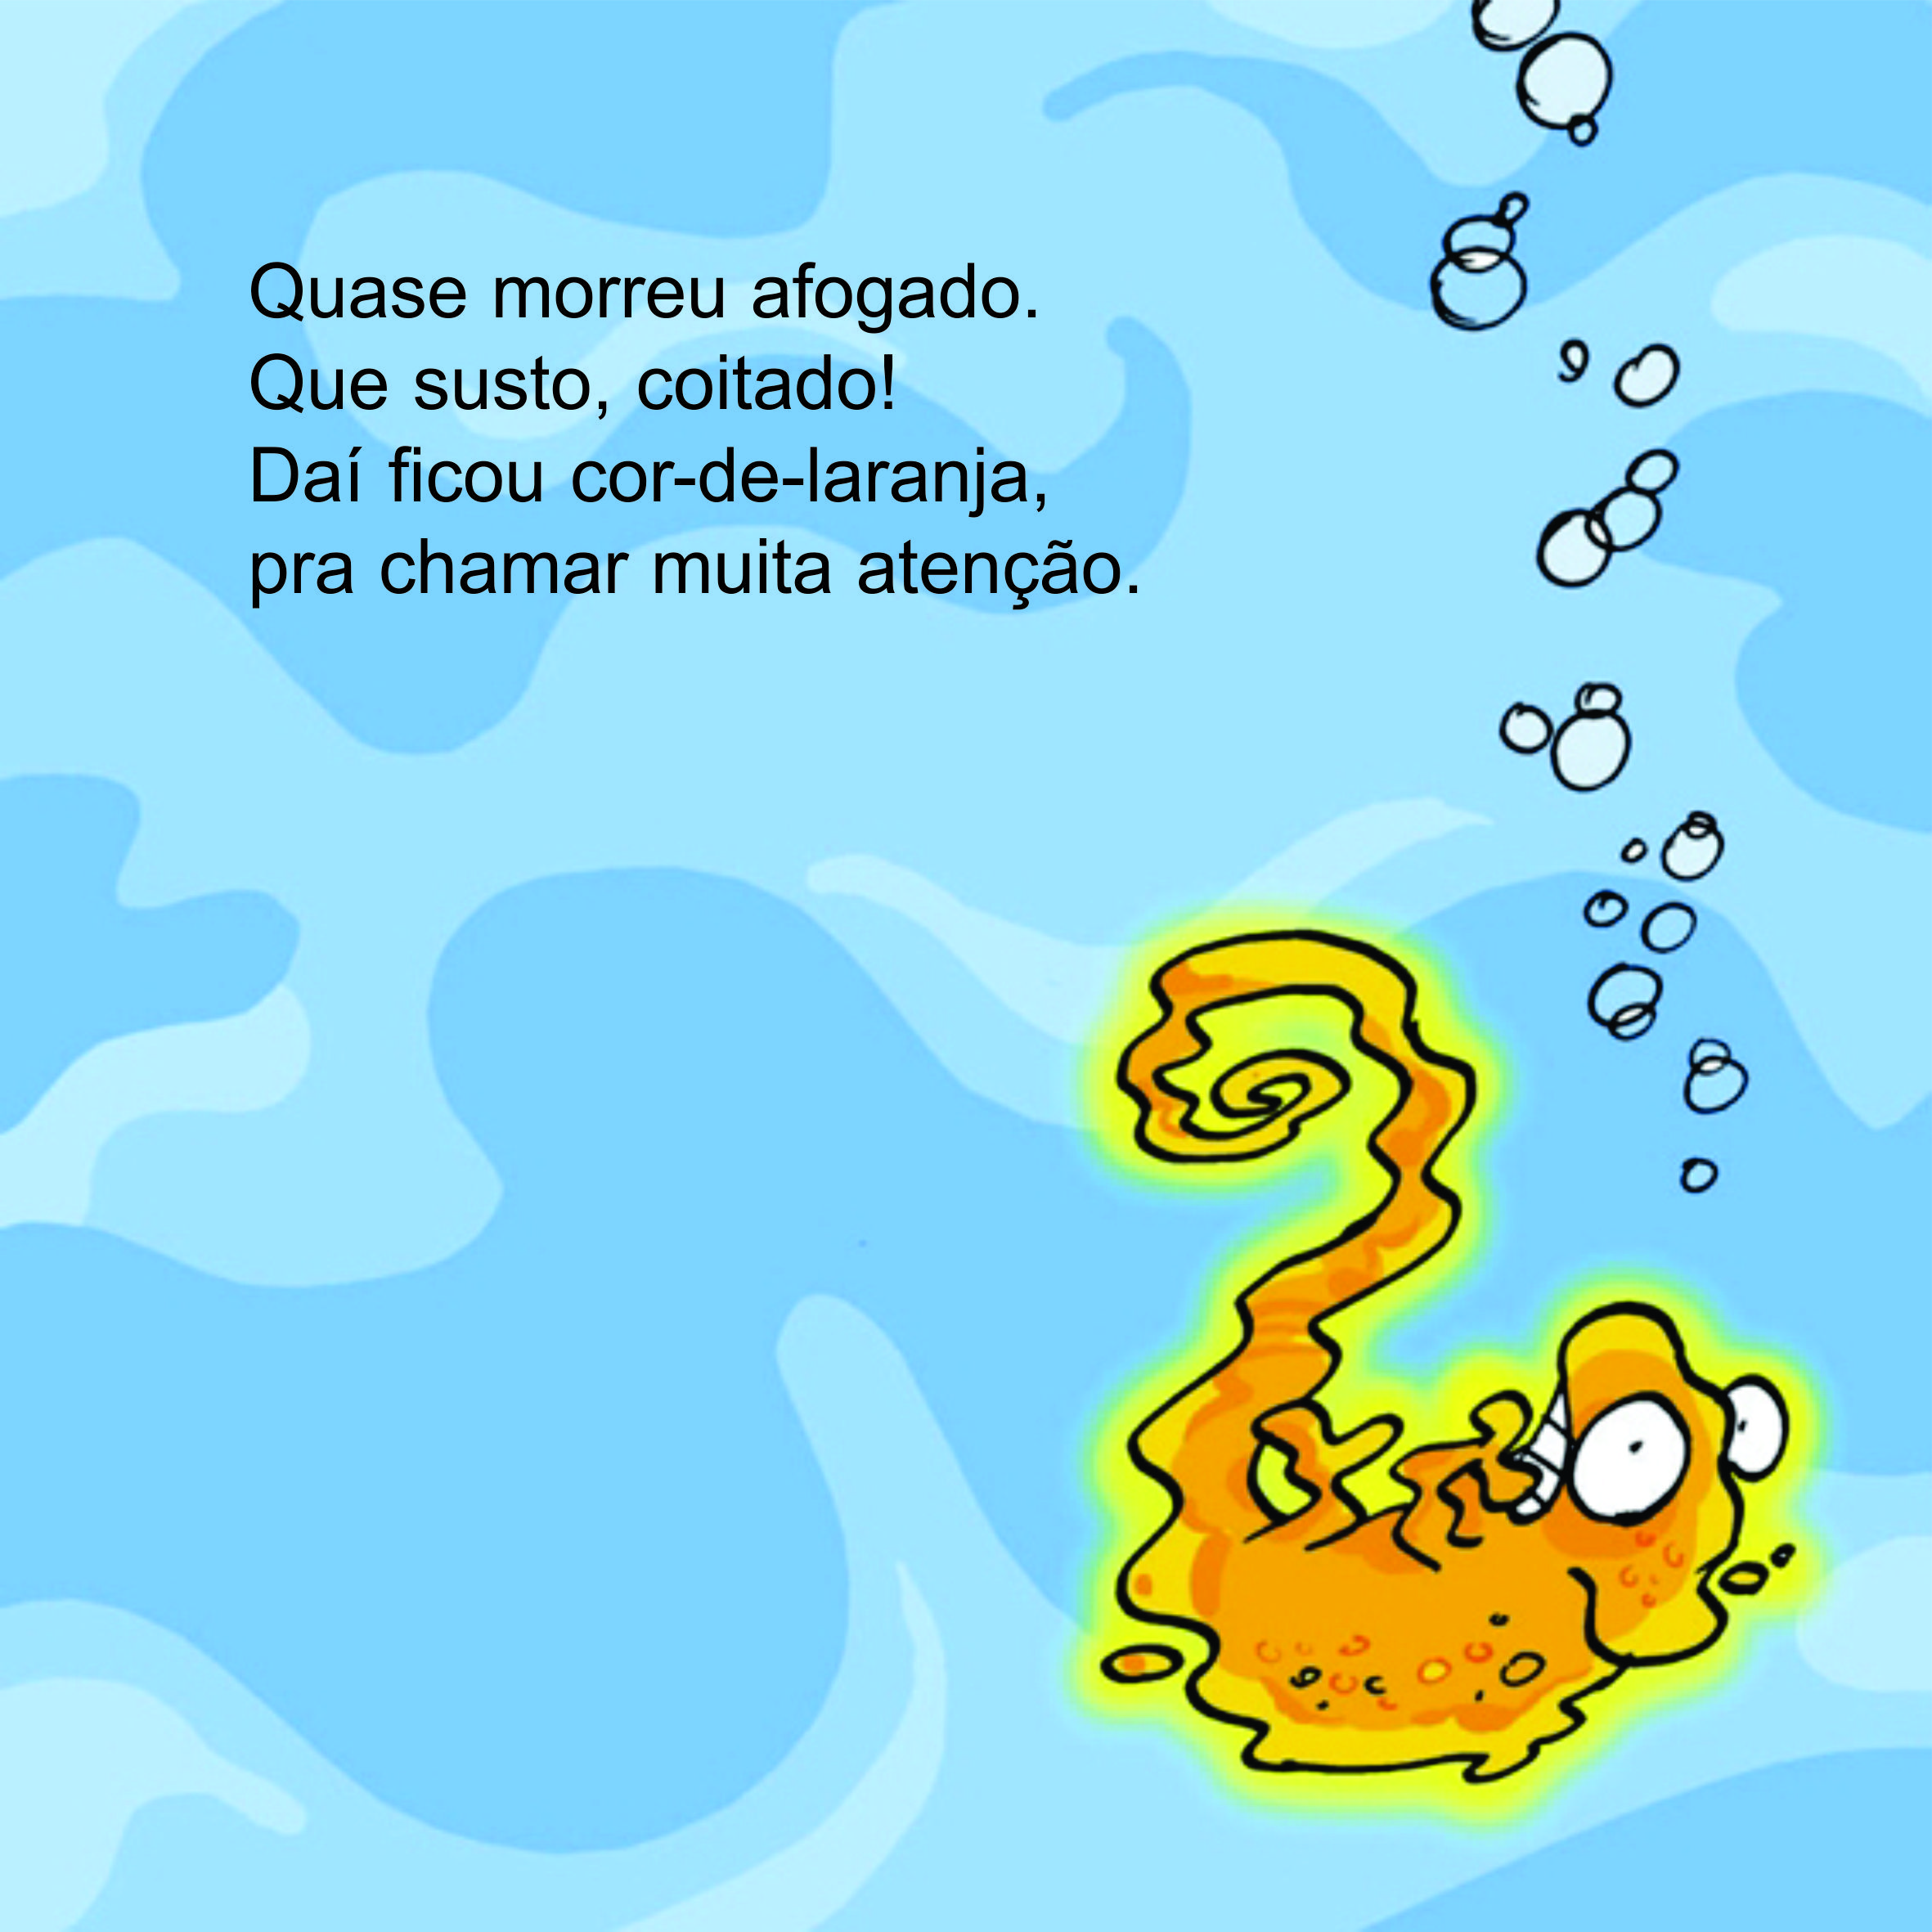 Quase morreu afogado.
Que susto, coitado!
Daí ficou cor-de-laranja,
pra chamar muita atenção.